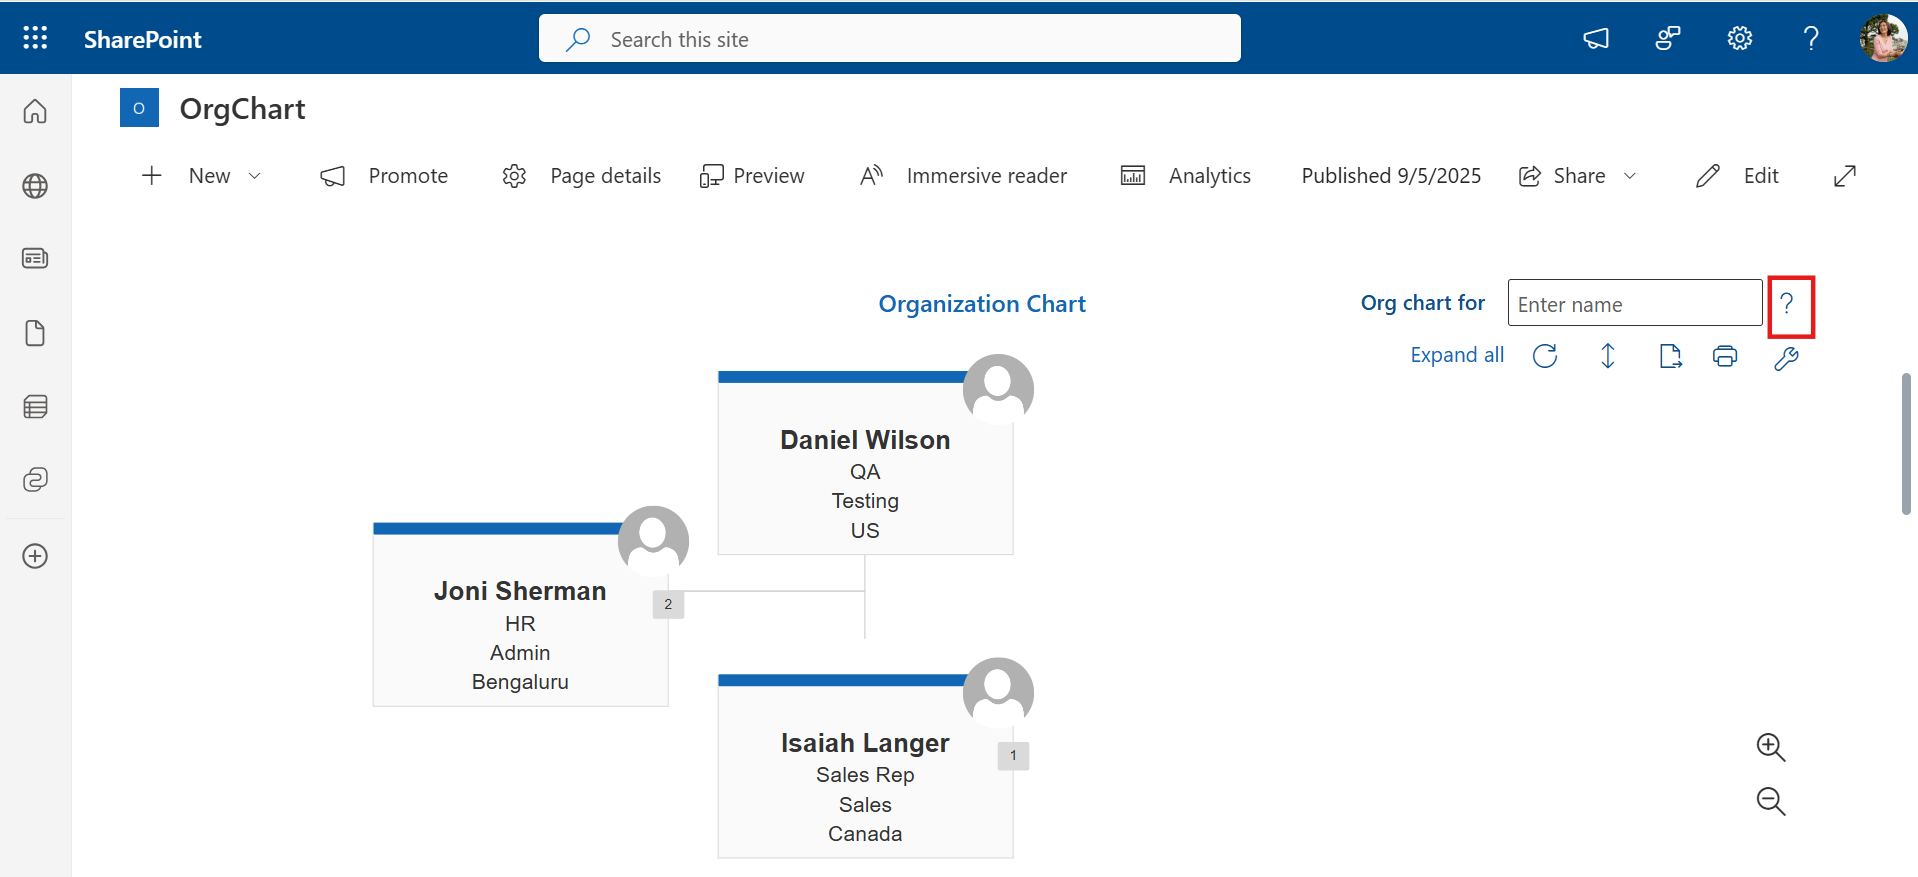 SharePoint
Search this site
?
O
OrgChart
New
Promote
Page details
Preview
Immersive reader
Analytics
Published 9/5/2025
Share
Edit
Organization Chart
Org chart for
Enter name
?
Expand all
Daniel Wilson
QA
Testing
US
Joni Sherman
HR
Admin
Bengaluru
2
Isaiah Langer
Sales Rep
Sales
Canada
1